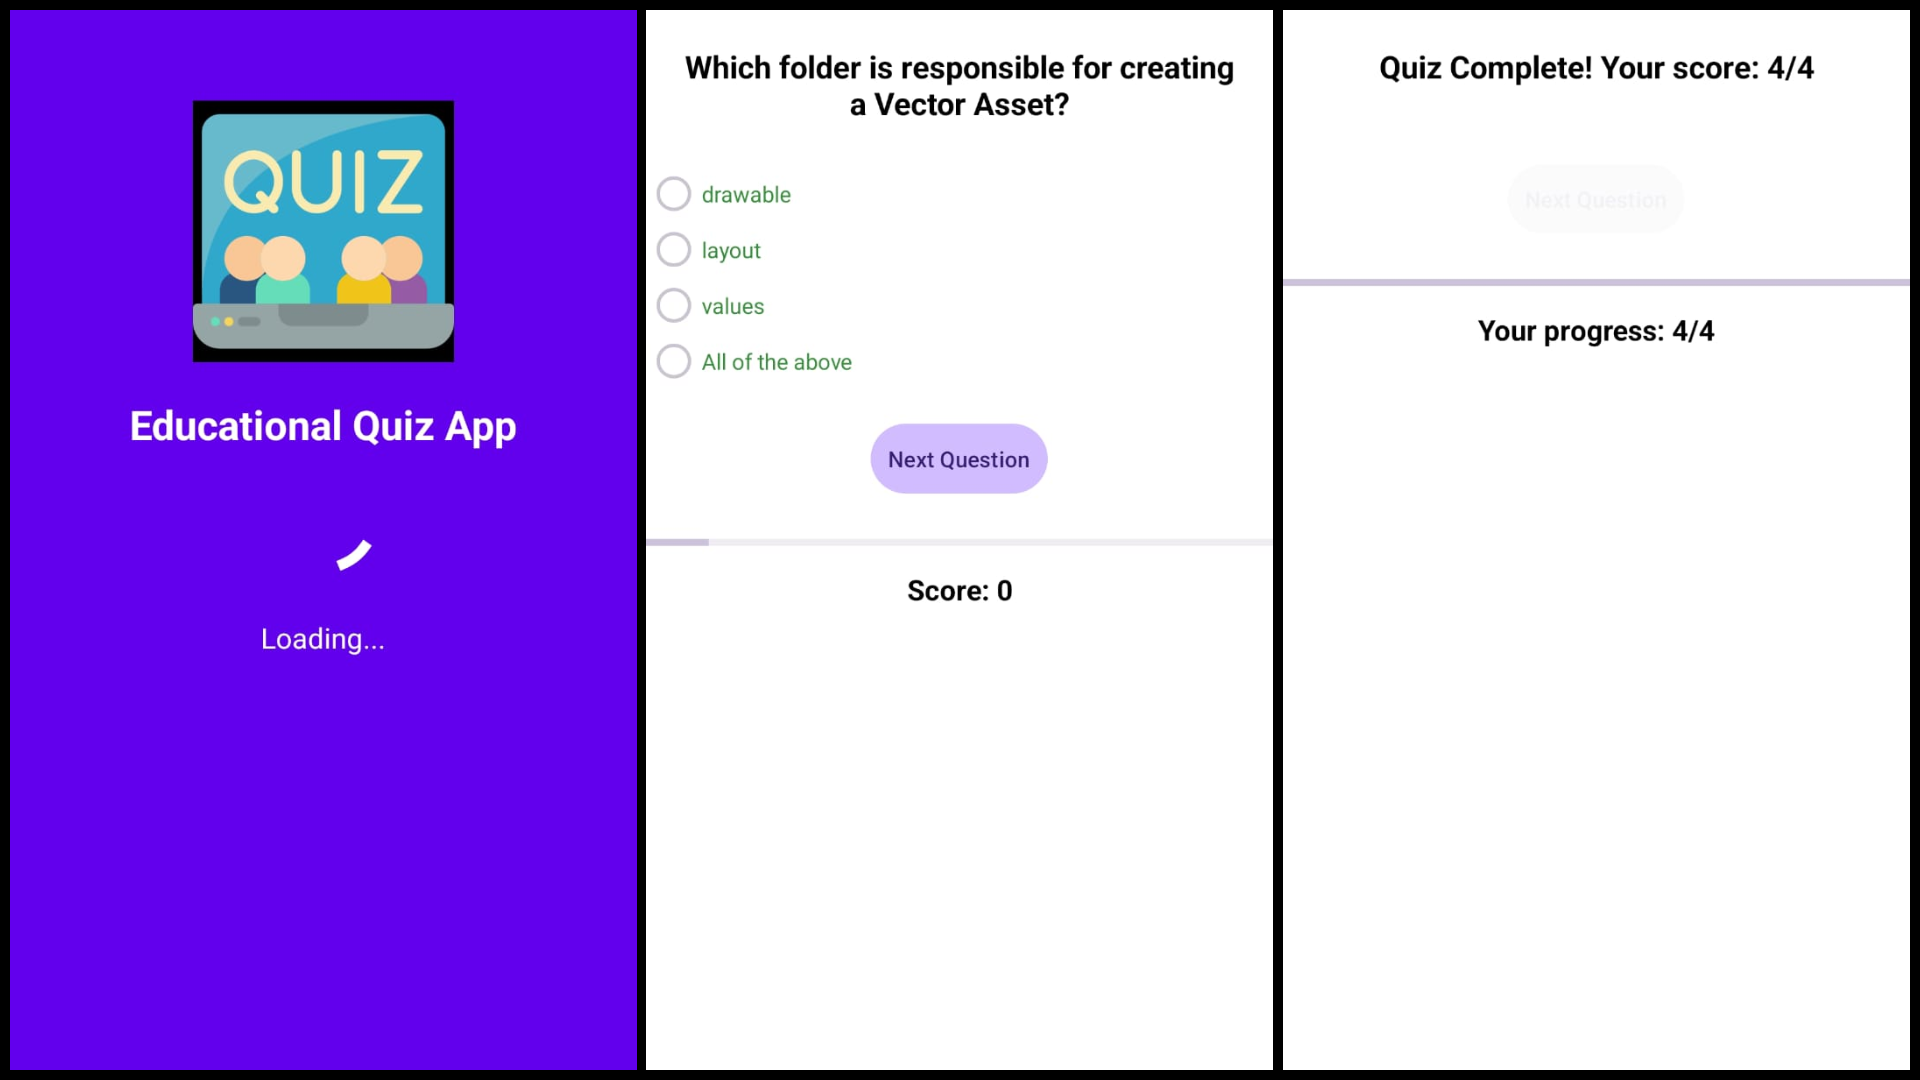 QUIZ
Educational Quiz App
Loading...
Which folder is responsible for creating
a Vector Asset?
drawable
layout
values
All of the above
Next Question
Score: 0
Quiz Complete! Your score: 4/4
Next Question
Your progress: 4/4